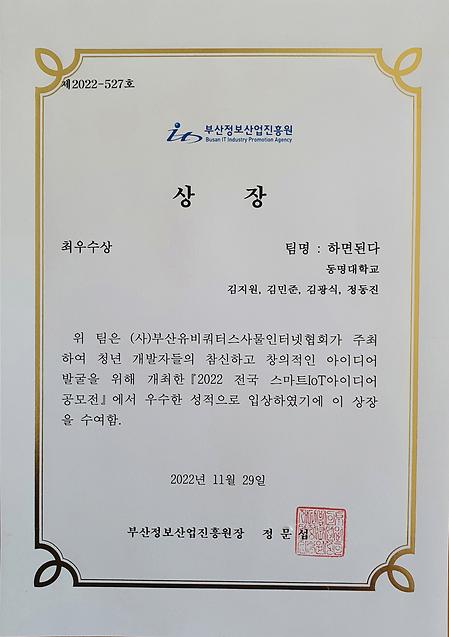 제2022-527호
부산정보산업진흥원
Busan IT Industry Promotion Agency
상 장
최우수상
팀명 : 하면된다
동명대학교
김지원, 김민준, 김광식, 정동진
위 팀은 (사)부산유비쿼터스사물인터넷협회가 주최
하여 청년 개발자들의 참신하고 창의적인 아이디어
발굴을 위해 개최한『2022 전국 스마트IoT아이디어
공모전』에서 우수한 성적으로 입상하였기에 이 상장
을 수여함.
2022년 11월 29일
부산정보산업진흥원장 정문섭